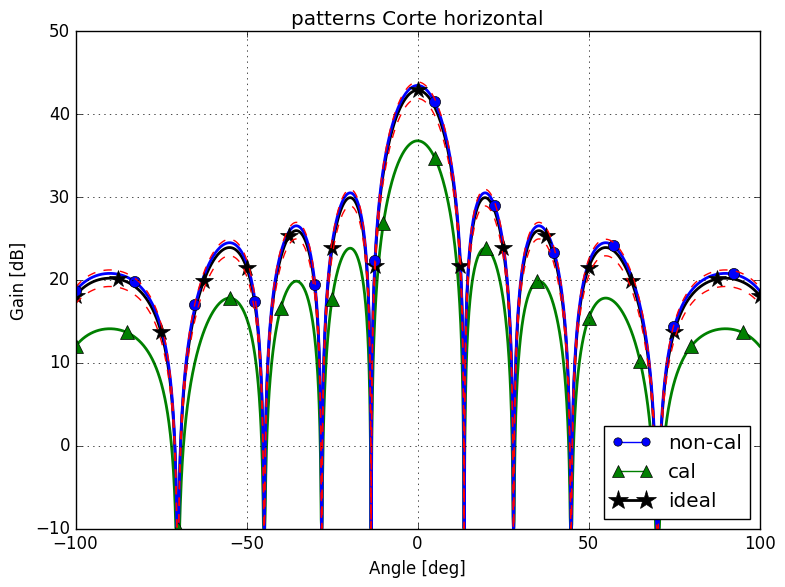 patterns Corte horizontal
50
40
30
20
10
0
−10
Gain [dB]
−100
−50
0
50
100
Angle [deg]
non-cal
cal
ideal